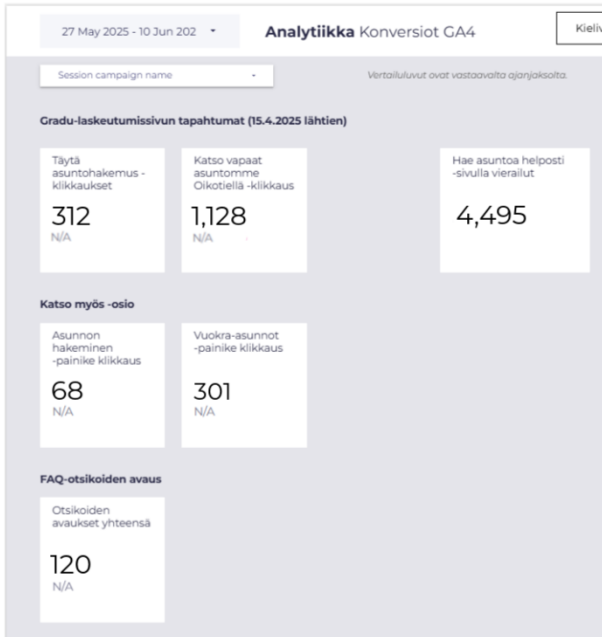 27 May 2025 - 10 Jun 202
Analytiikka Konversiot GA4
Session campaign name
Vertailuluvut ovat vastaavalta ajanjaksolta.
Gradu-laskeutumissivun tapahtumat (15.4.2025 lähtien)
Täytä
asuntohakemus -
klikkaukset
312
N/A
Katso vapaat
asuntomme
Oikotiellä -klikkaus
1,128
N/A
Hae asuntoa helposti
-sivulla vierailut
4,495
Katso myös -osio
Asunnon
hakeminen
-painike klikkaus
68
N/A
Vuokra-asunnot
-painike klikkaus
301
N/A
FAQ-otsikoiden avaus
Otsikoiden
avaukset yhteensä
120
N/A